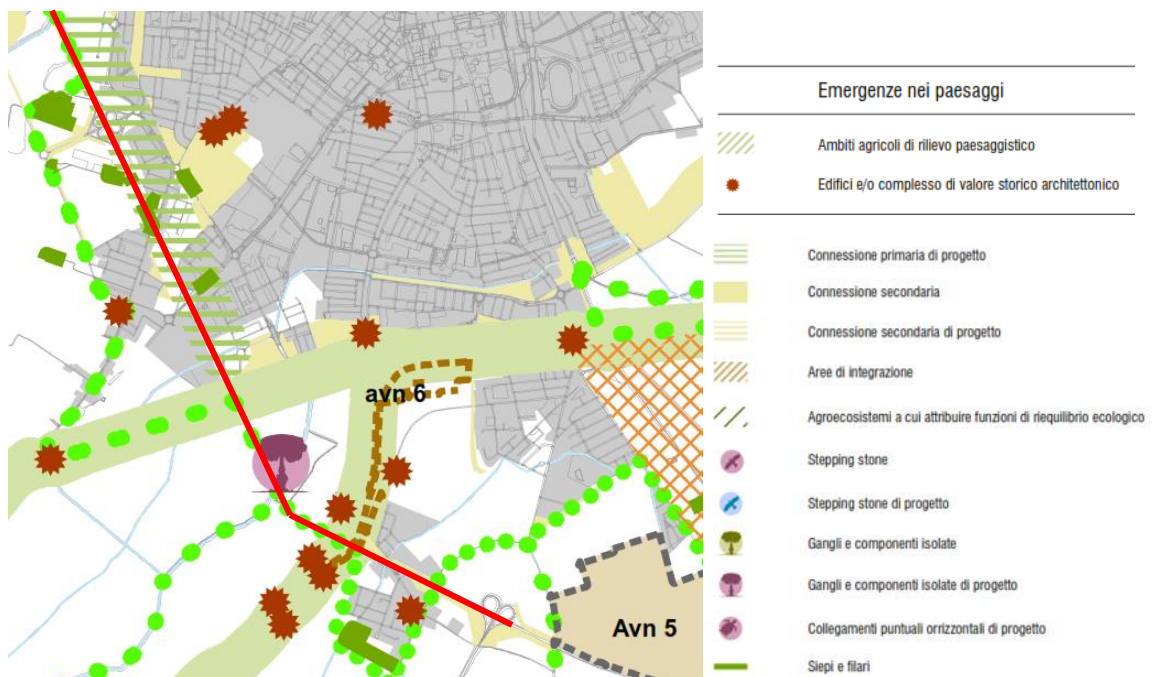 avn 6
Avn 5
Emergenze nei paesaggi
Ambiti agricoli di rilievo paesaggistico
Edifici e/o complesso di valore storico architettonico
Connessione primaria di progetto
Connessione secondaria
Connessione secondaria di progetto
Aree di integrazione
Agroecosistemi a cui attribuire funzioni di riequilibrio ecologico
Stepping stone
Stepping stone di progetto
Gangli e componenti isolate
Gangli e componenti isolate di progetto
Collegamenti puntuali orrizontali di progetto
Siepi e filari